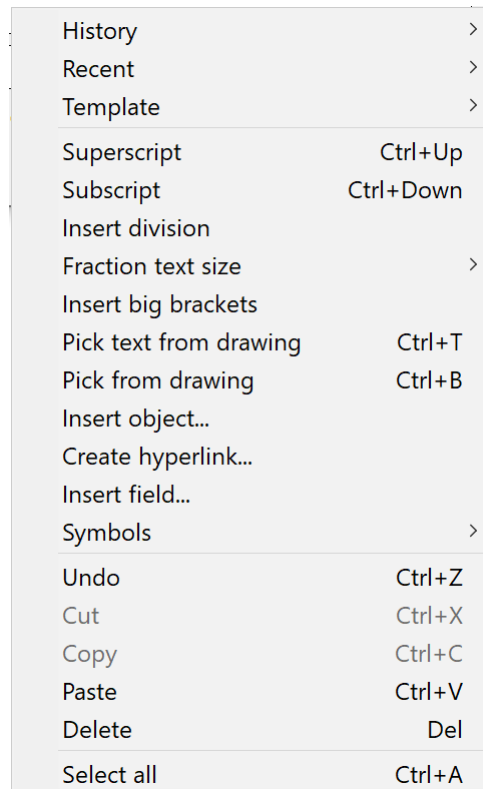 History
Recent
Template
Superscript Ctrl+Up
Subscript Ctrl+Down
Insert division
Fraction text size
Insert big brackets
Pick text from drawing Ctrl+T
Pick from drawing Ctrl+B
Insert object...
Create hyperlink...
Insert field...
Symbols
Undo Ctrl+Z
Cut Ctrl+X
Copy Ctrl+C
Paste Ctrl+V
Delete Del
Select all Ctrl+A